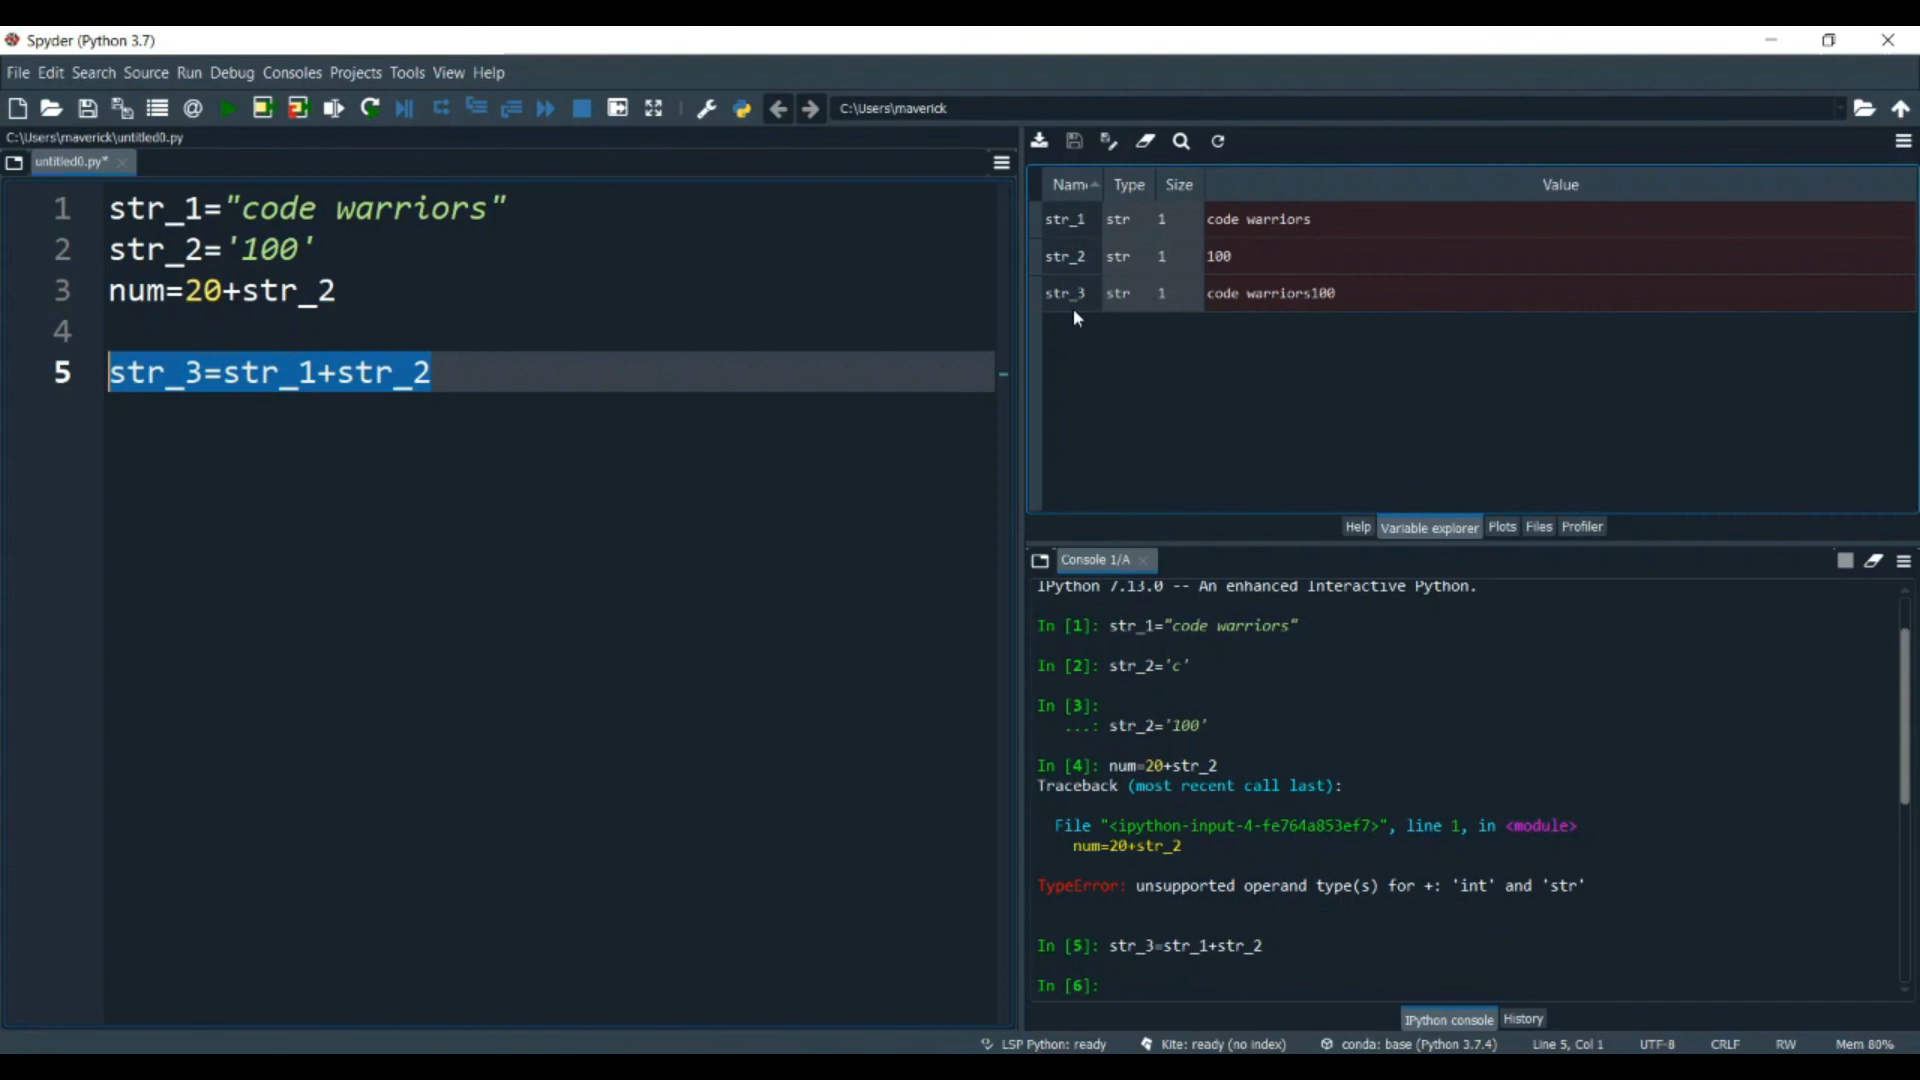 Spyder (Python 3.7)
File Edit Search Source Run Debug Consoles Projects Tools View Help
C:\Users\maverick
C:\Users\maverick\untitled0.py
untitled0.py*
1 str_1="code warriors"
2 str_2='100'
3 num=20+str_2
4
5 str_3=str_1+str_2
Name Type Size Value
str_1 str 1 code warriors
str_2 str 1 100
str_3 str 1 code warriors100
Help Variable explorer Plots Files Profiler
Console 1/A
IPython 7.13.0 -- An enhanced Interactive Python.
In [1]: str_1="code warriors"
In [2]: str_2='c'
In [3]:
...: str_2='100'
In [4]: num=20+str_2
Traceback (most recent call last):
File "<ipython-input-4-fe764a853ef7>", line 1, in <module>
num=20+str_2
TypeError: unsupported operand type(s) for +: 'int' and 'str'
In [5]: str_3=str_1+str_2
In [6]:
IPython console History
LSP Python: ready Kite: ready (no index) conda: base (Python 3.7.4) Line 5, Col 1 UTF-8 CRLF RW Mem 80%